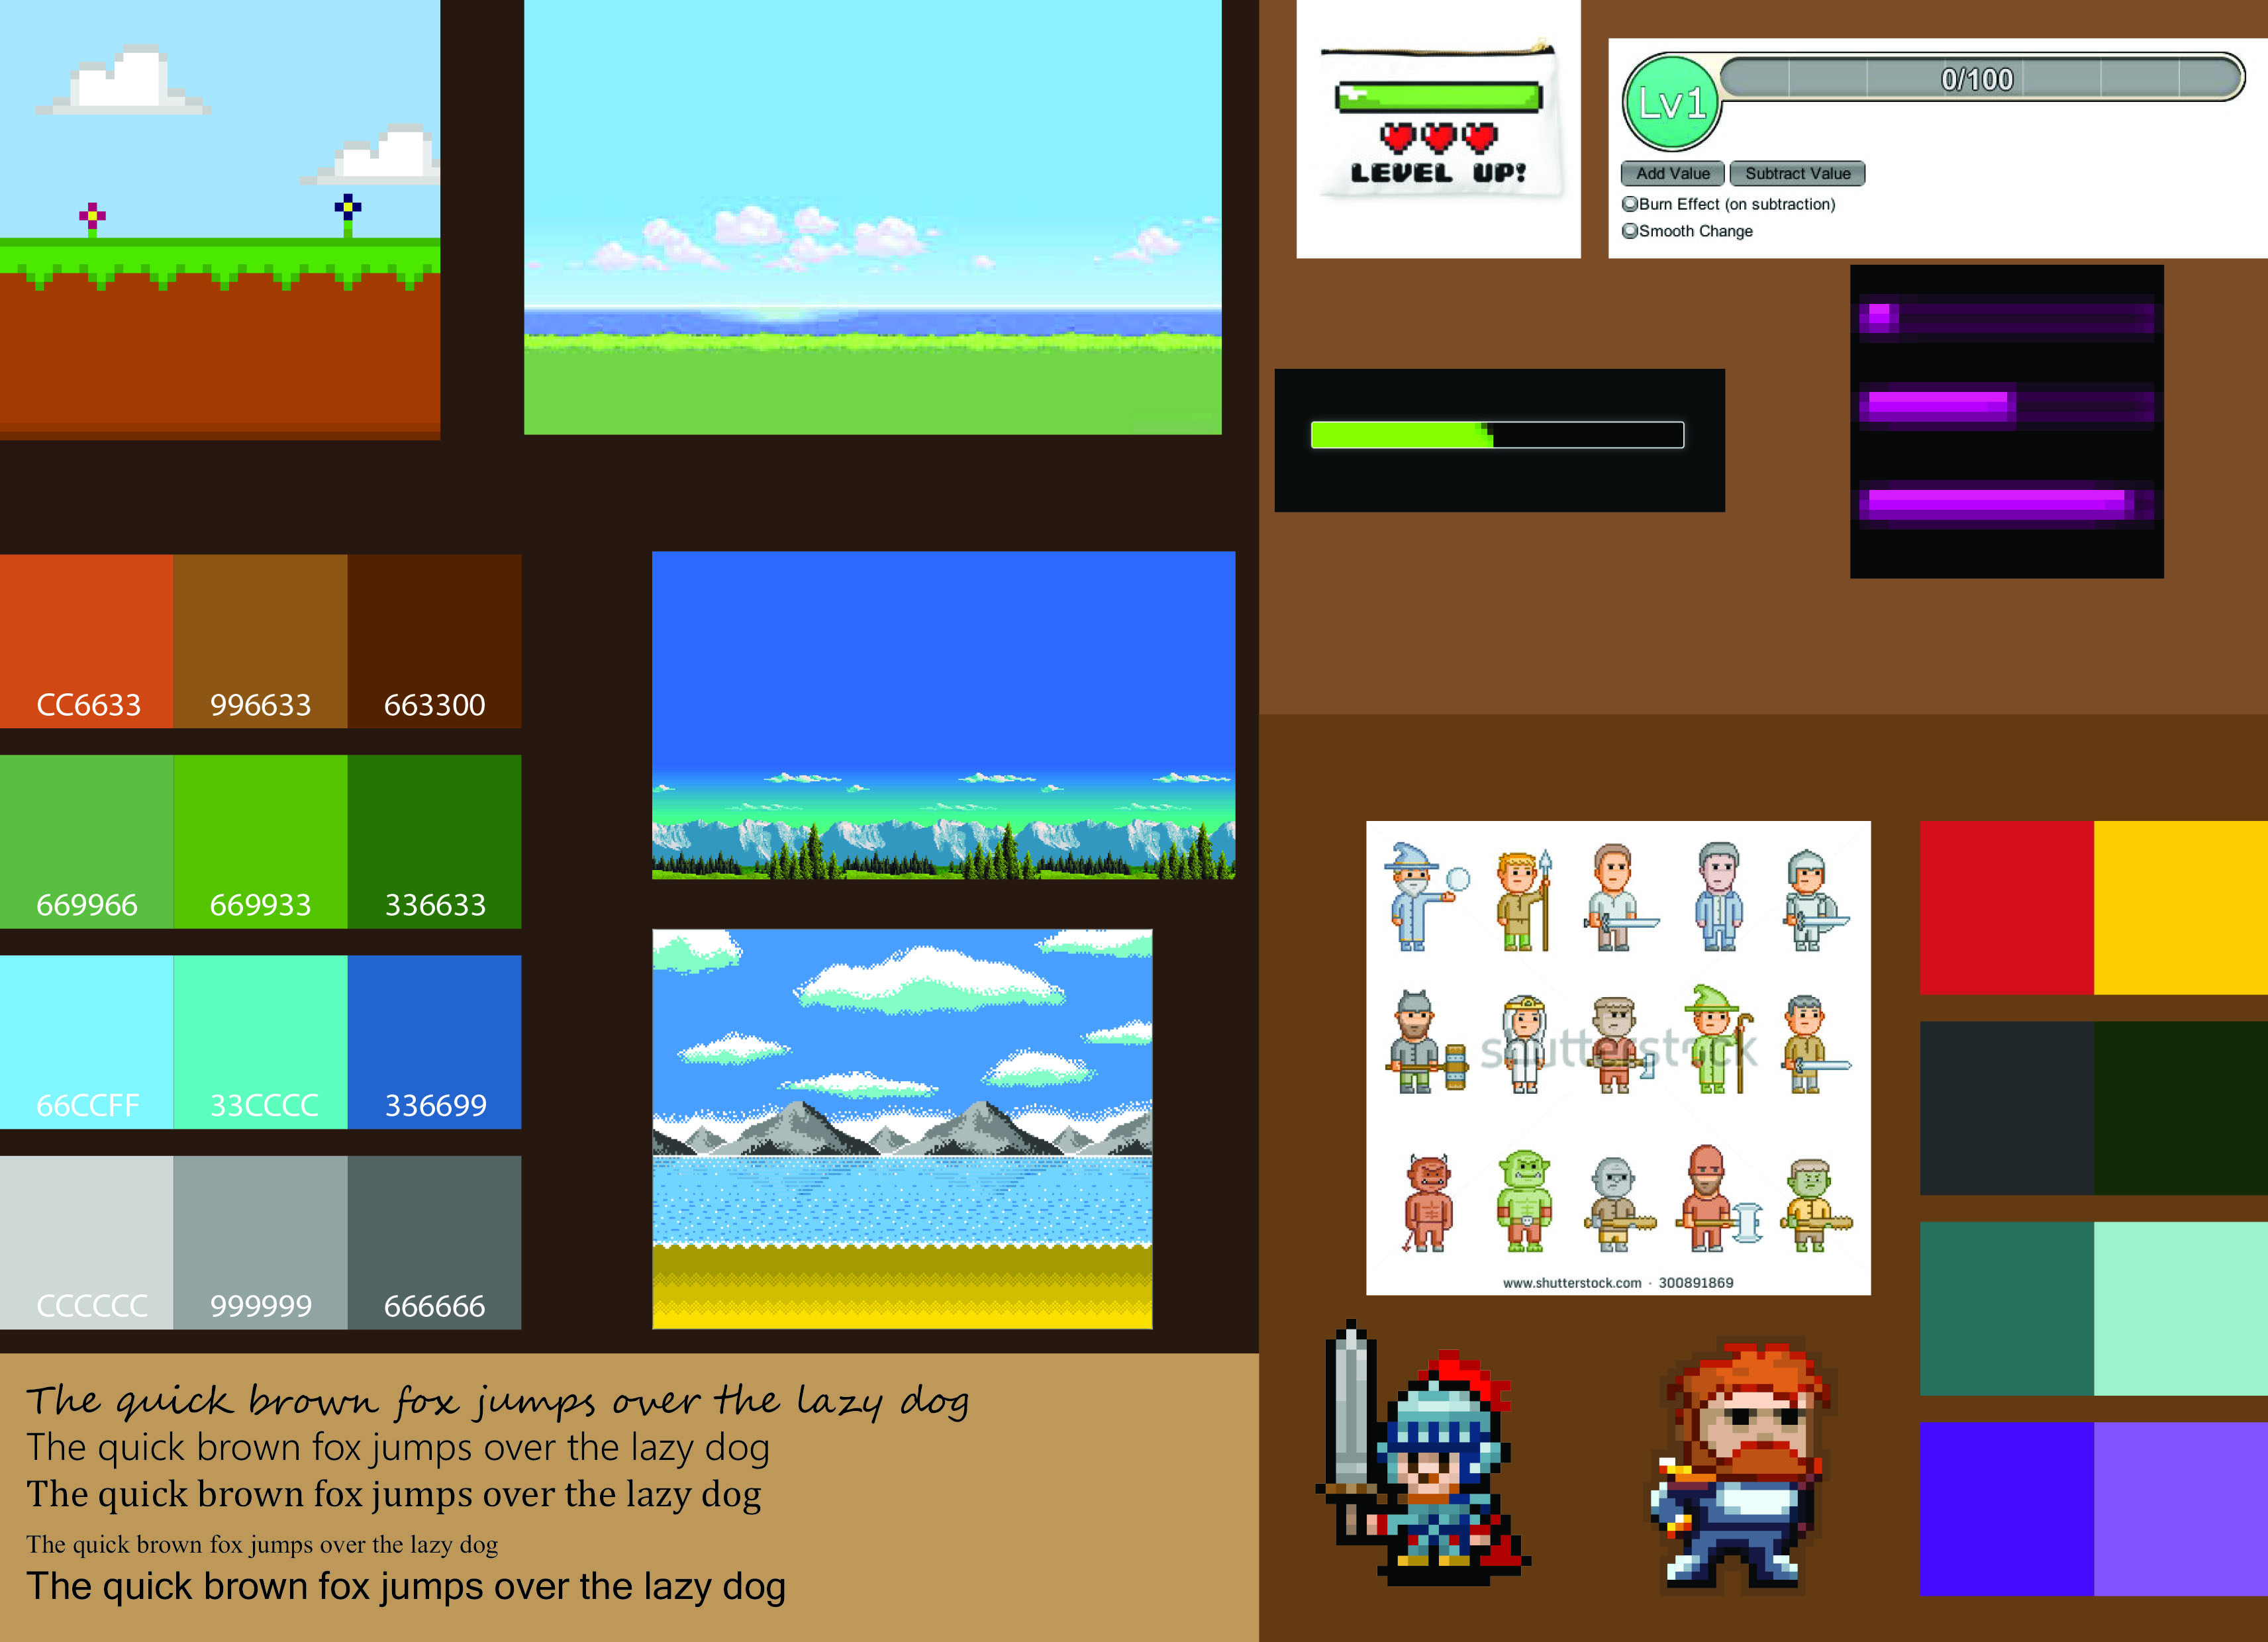 LEVEL UP!
Lv1
0/100
Add Value
Subtract Value
Burn Effect (on subtraction)
Smooth Change
CC6633
996633
663300
669966
669933
336633
66CCFF
33CCCC
336699
CCCCCC
999999
666666
shutterstock
www.shutterstock.com · 300891869
The quick brown fox jumps over the lazy dog
The quick brown fox jumps over the lazy dog
The quick brown fox jumps over the lazy dog
The quick brown fox jumps over the lazy dog
The quick brown fox jumps over the lazy dog